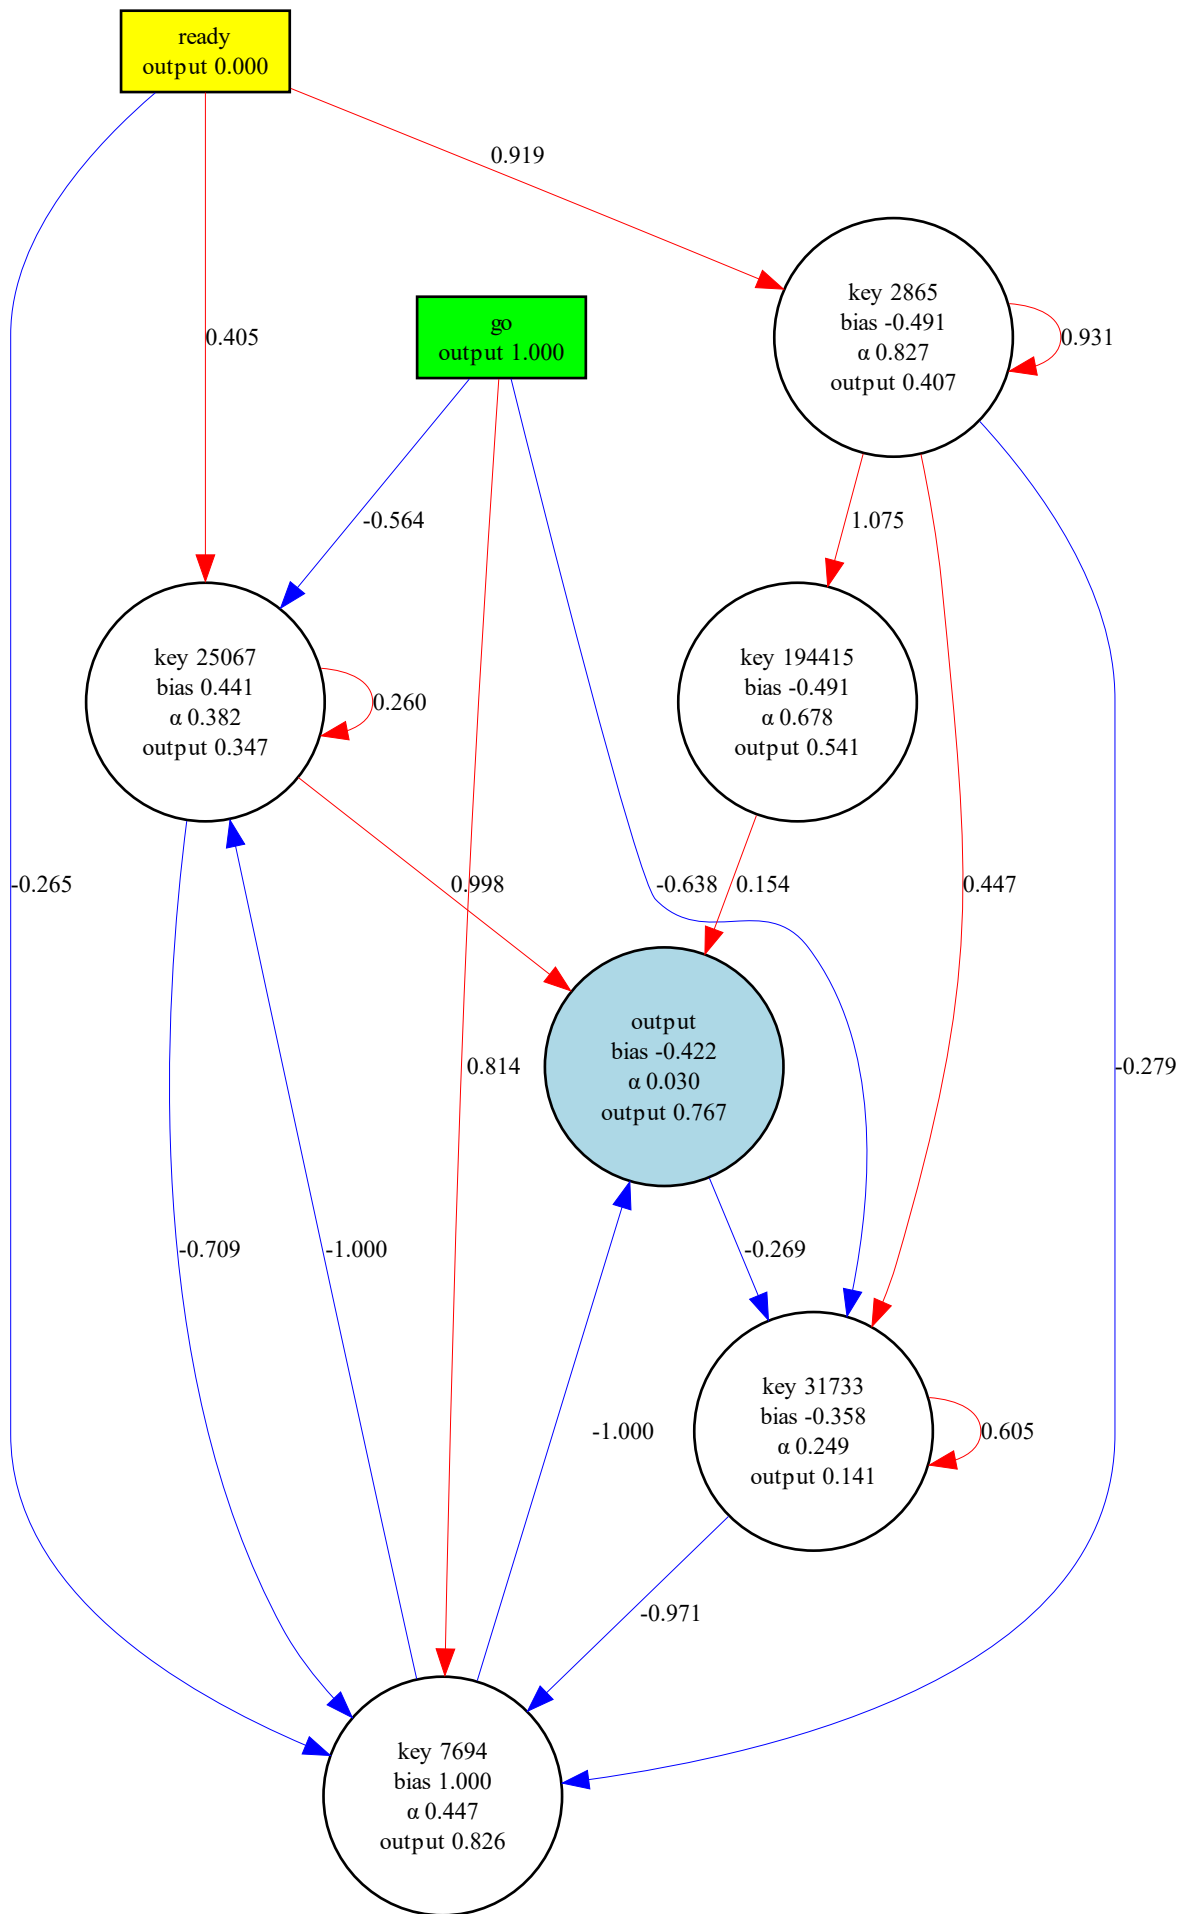 ready
output 0.000
0.919
key 2865
bias -0.491
α 0.827
output 0.407
0.931
go
output 1.000
0.405
-0.564
1.075
key 25067
bias 0.441
α 0.382
output 0.347
0.260
key 194415
bias -0.491
α 0.678
output 0.541
-0.265
0.998
-0.638
0.154
0.447
output
bias -0.422
α 0.030
output 0.767
0.814
-0.279
-0.709
-1.000
-0.269
-1.000
key 31733
bias -0.358
α 0.249
output 0.141
0.605
-0.971
key 7694
bias 1.000
α 0.447
output 0.826